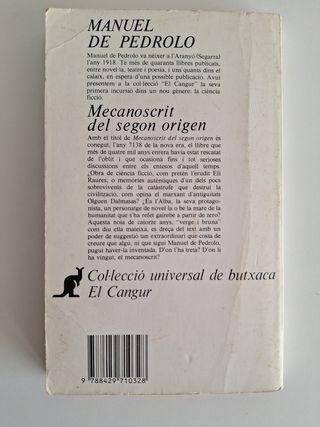 MANUEL
DE PEDROLO
Manuel de Pedrolo va néixer a l'Aranyó (Segarra)
l'any 1918. Té més de quaranta llibres publicats,
entre novel·la, teatre i poesia, i uns quants dins el
calaix, en espera d'una possible publicació. Avui
presentem a la col·lecció "El Cangur" la seva
primera incursió dins un nou gènere: la ciència
ficció.
Mecanoscrit
del segon origen
Amb el títol de Mecanoscrit del segon origen és
conegut, l'any 7138 de la nova era, el llibre que
més de quatre mil anys enrera havia estat rescatat
de l'oblit i que ocasionà fins i tot serioses
discussions entre els entesos d'aquell temps.
¿Obra de ciència ficció, com pretén l'erudit Eli
Raures, o memòries autèntiques d'un dels pocs
sobrevivents de la catàstrofe que destruí la
civilització, com opina el marxant d'antiguitats
Olguen Dalmasas? ¿És l'Alba, la seva prota-
gonista, un personatge de novel·la o bé la mare de la
humanitat que s'ha refet gairebé a partir de zero?
Aquesta noia de catorze anys, "verge i bruna"
com diu ella mateixa, es dreça del text amb un
poder de suggestió tan extraordinari que costa de
creure que algú, ni que sigui Manuel de Pedrolo,
pugui haver-la inventada. D'on l'ha treta? D'on li
ha vingut, el mecanoscrit?
Col·lecció universal de butxaca
El Cangur
9 788429 710328